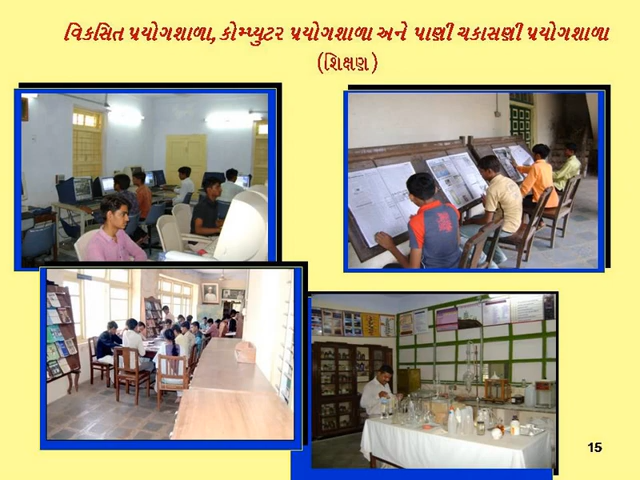 વિકસિત પ્રયોગશાળા, કોમ્પ્યુટર પ્રયોગશાળા અને પાણી ચકાસણી પ્રયોગશાળા
(શિક્ષણ)
15